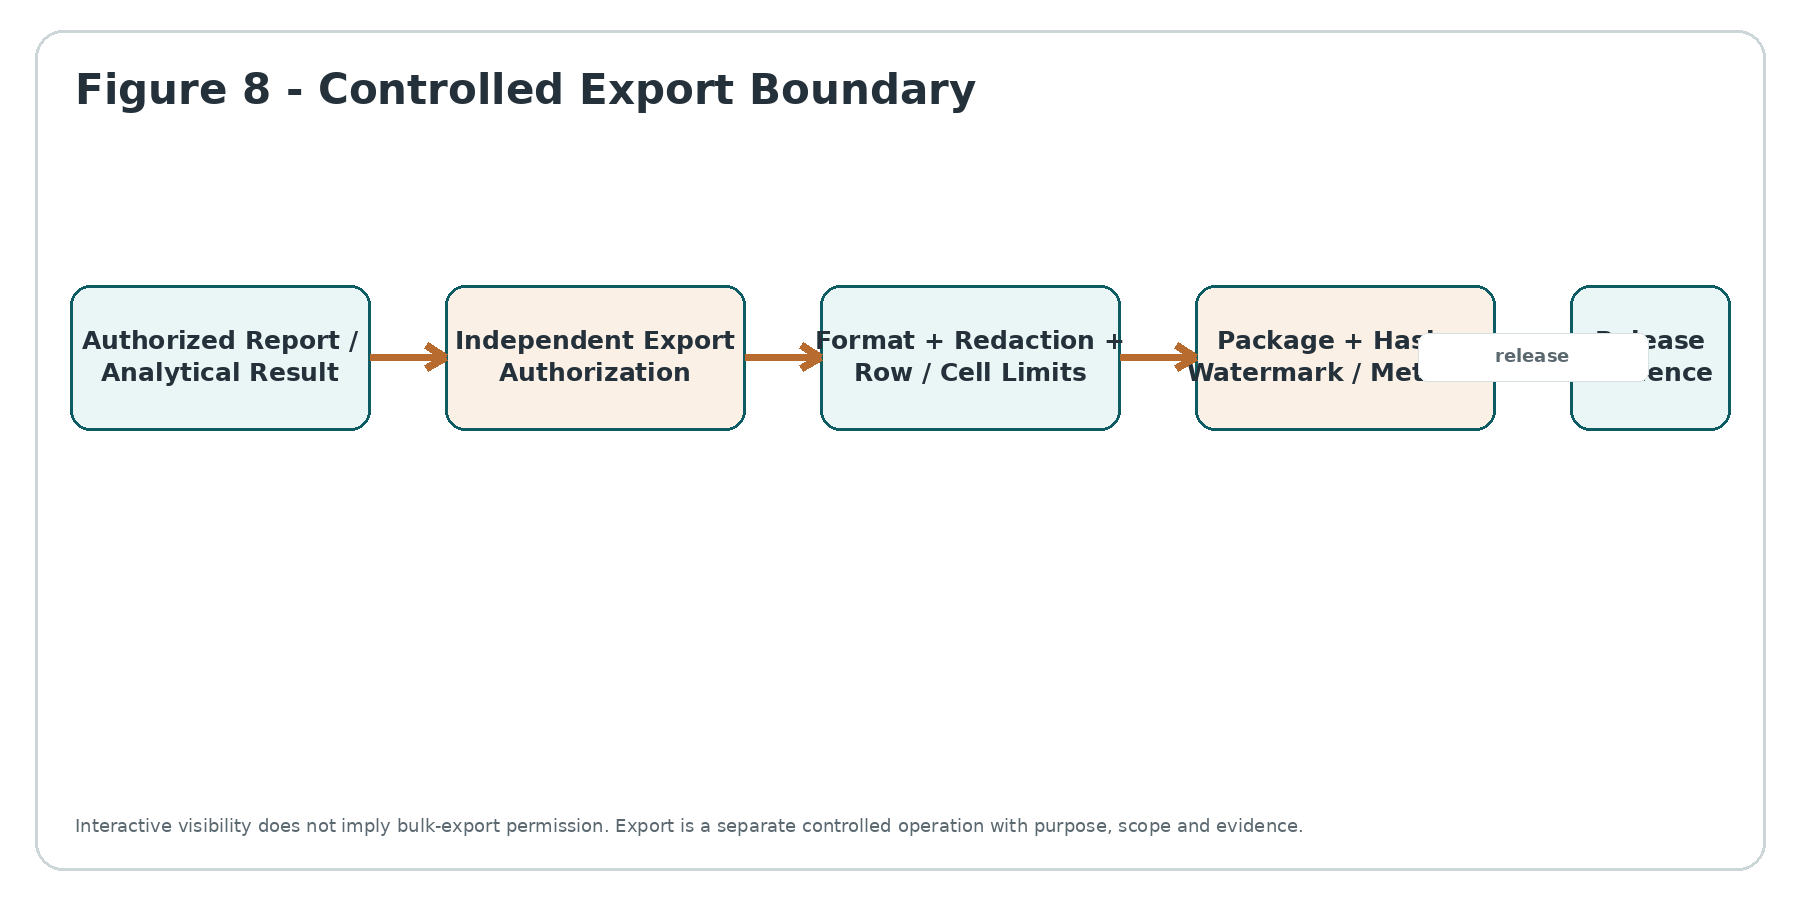 Figure 8 - Controlled Export Boundary
Authorized Report /
Analytical Result
Independent Export
Authorization
Format + Redaction +
Row / Cell Limits
Package +
Watermark /
release
Interactive visibility does not imply bulk-export permission. Export is a separate controlled operation with purpose, scope and evidence.